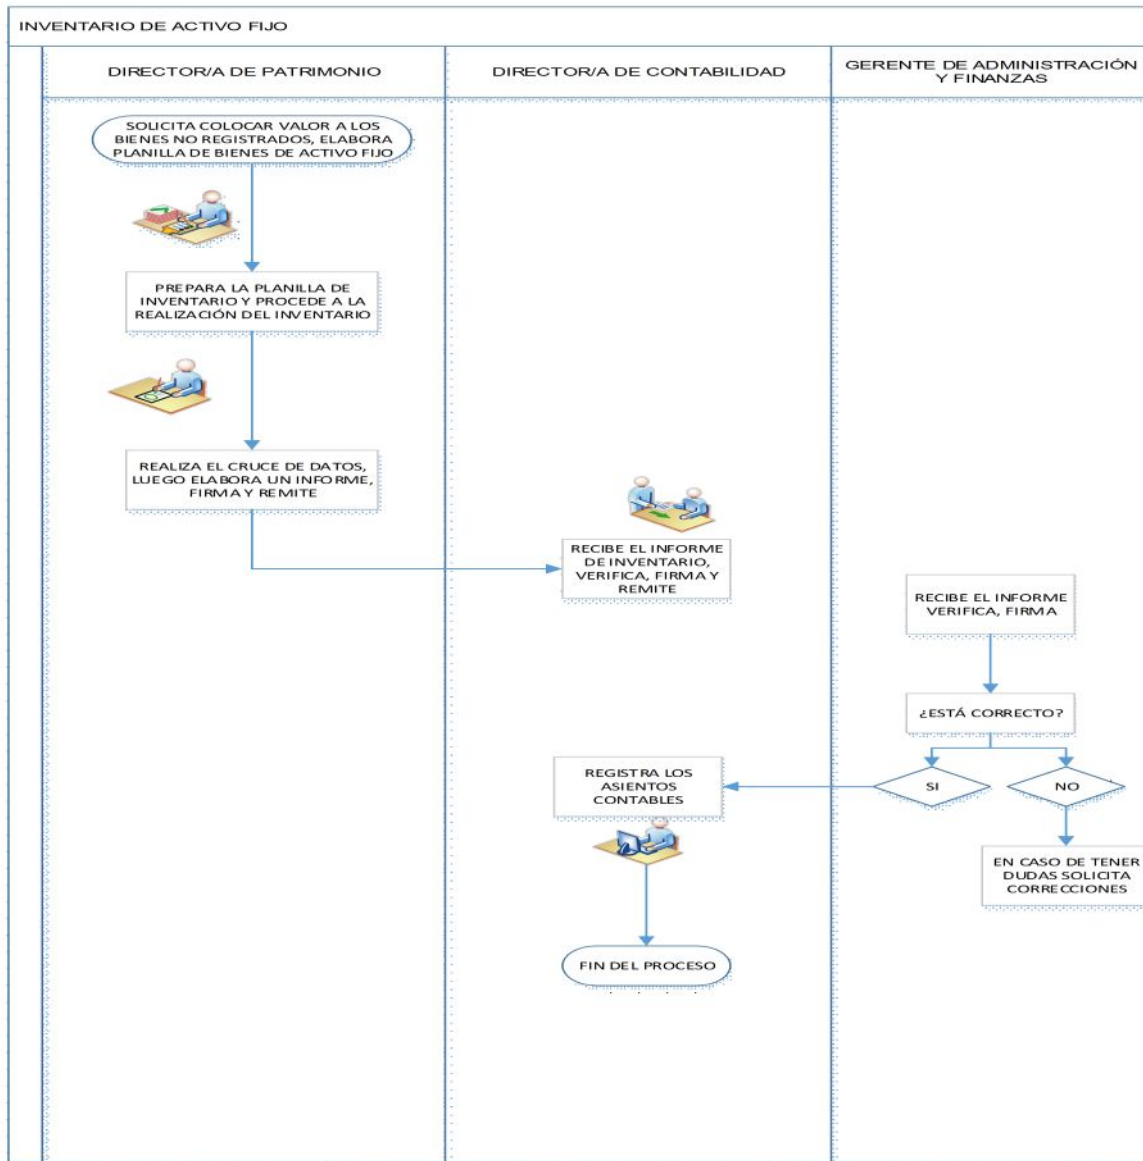 INVENTARIO DE ACTIVO FIJO
DIRECTOR/A DE PATRIMONIO
DIRECTOR/A DE CONTABILIDAD
GERENTE DE ADMINISTRACIÓN
Y FINANZAS
SOLICITA COLOCAR VALOR A LOS
BIENES NO REGISTRADOS, ELABORA
PLANILLA DE BIENES DE ACTIVO FIJO
PREPARA LA PLANILLA DE
INVENTARIO Y PROCEDE A LA
REALIZACIÓN DEL INVENTARIO
REALIZA EL CRUCE DE DATOS,
LUEGO ELABORA UN INFORME,
FIRMA Y REMITE
RECIBE EL INFORME
DE INVENTARIO,
VERIFICA, FIRMA Y
REMITE
RECIBE EL INFORME
VERIFICA, FIRMA
¿ESTÁ CORRECTO?
SI
NO
REGISTRA LOS
ASIENTOS
CONTABLES
EN CASO DE TENER
DUDAS SOLICITA
CORRECCIONES
FIN DEL PROCESO